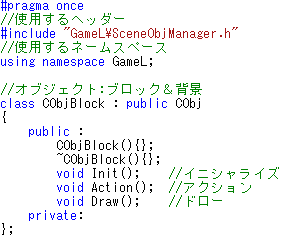 #pragma once
//使用するヘッダー
#include "GameL¥SceneObjManager.h"
//使用するネームスペース
using namespace GameL;

//オブジェクト:ブロック&背景
class CObjBlock : public CObj
{
    public :
        CObjBlock(){};
        ~CObjBlock(){};
        void Init();    //イニシャライズ
        void Action();  //アクション
        void Draw();    //ドロー
    private:
};